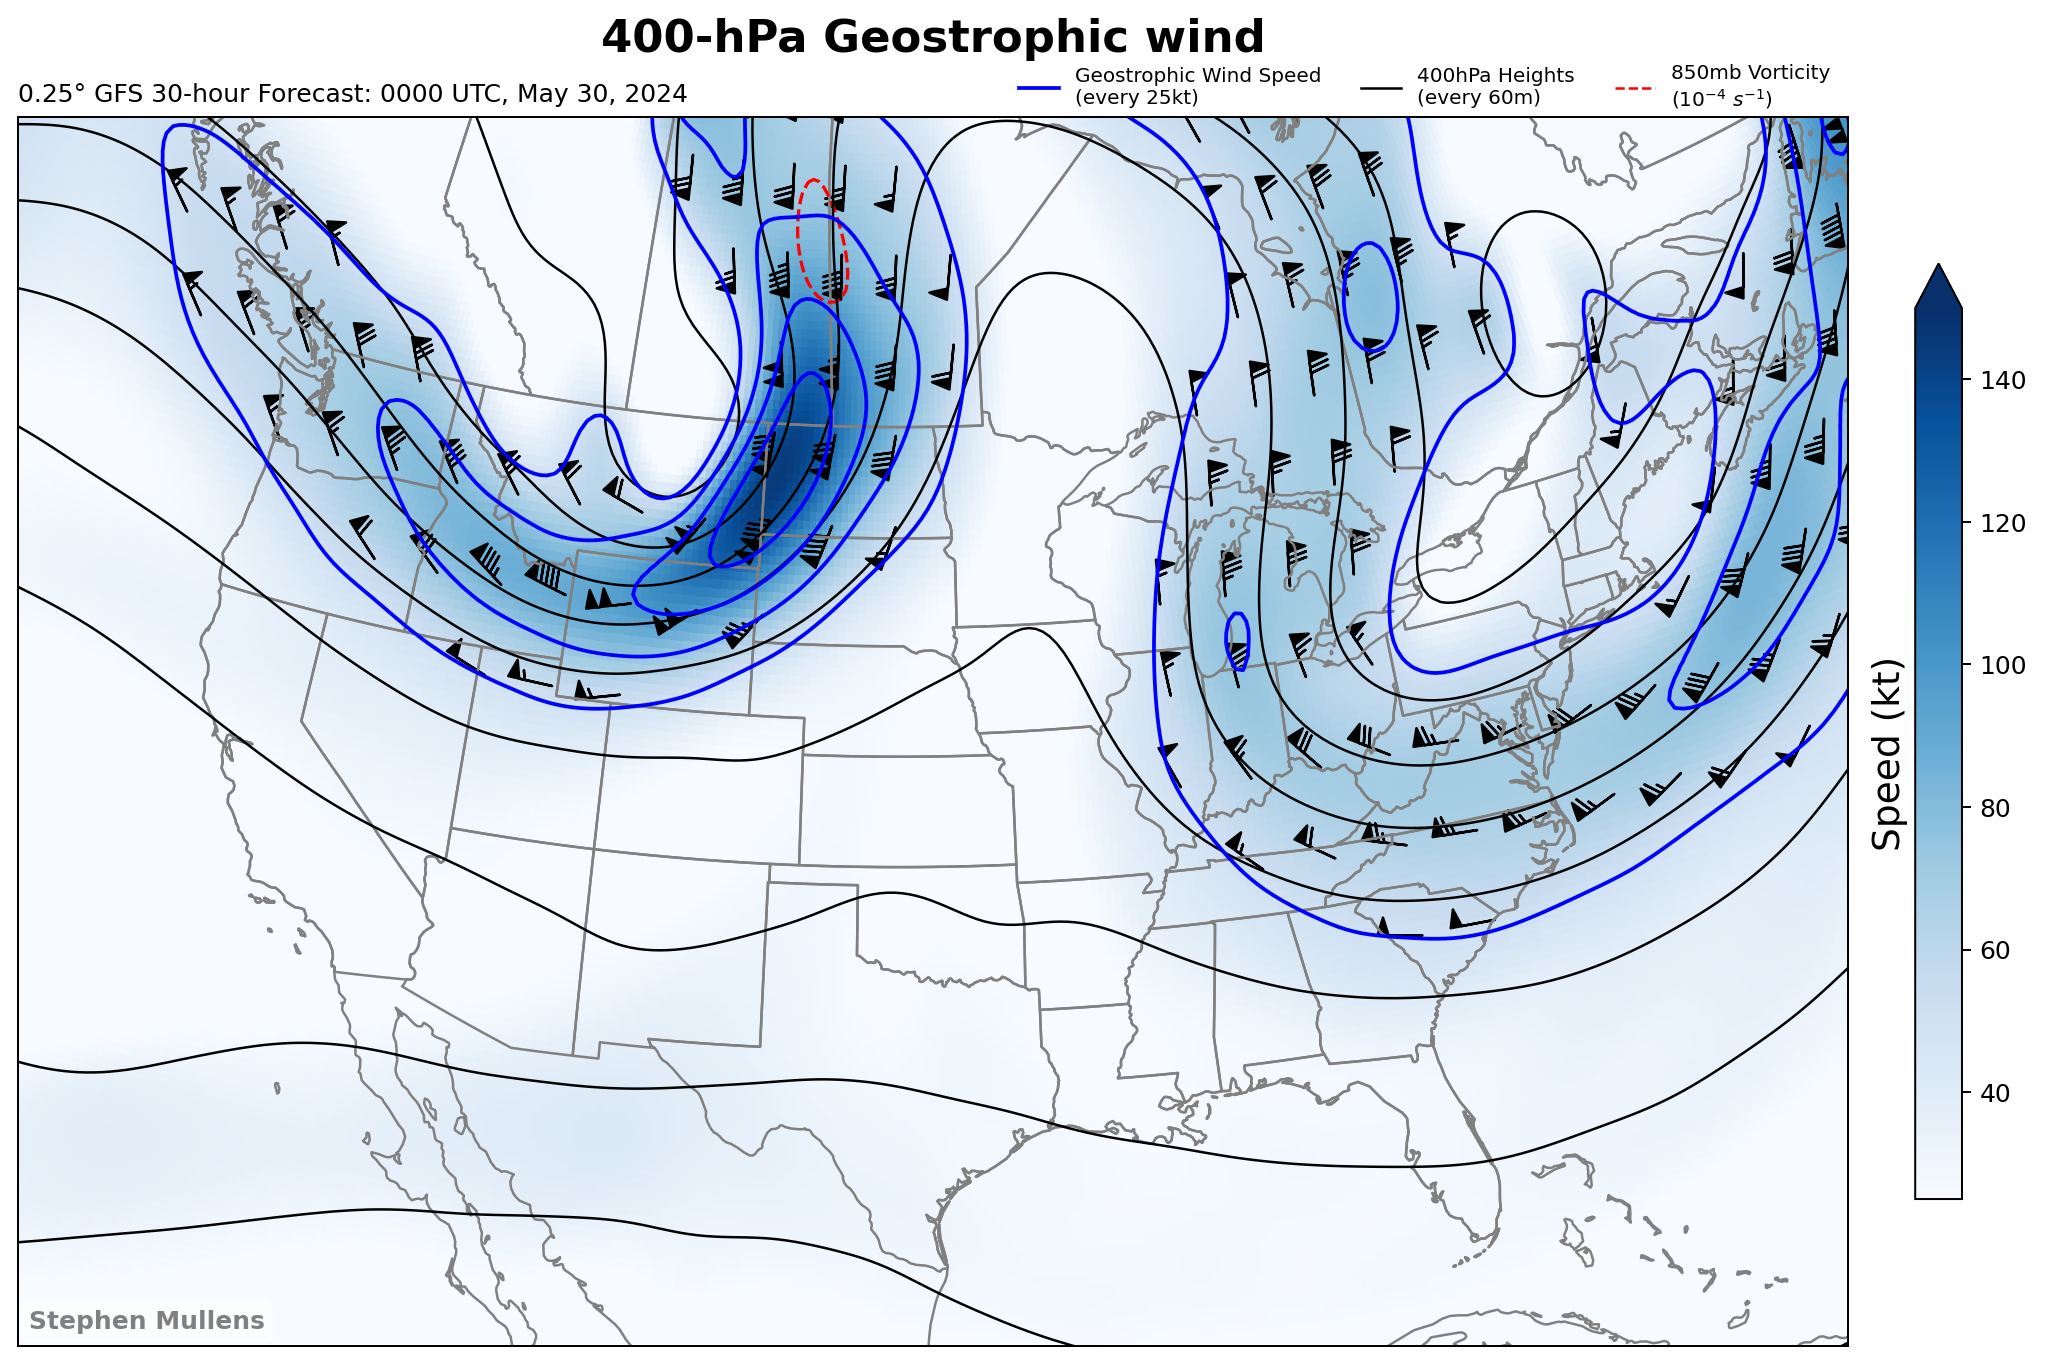 400-hPa Geostrophic wind
0.25° GFS 30-hour Forecast: 0000 UTC, May 30, 2024
Geostrophic Wind Speed
(every 25kt)
400hPa Heights
(every 60m)
850mb Vorticity
(10⁻⁴ s⁻¹)
140
120
100
80
60
40
Speed (kt)
Stephen Mullens